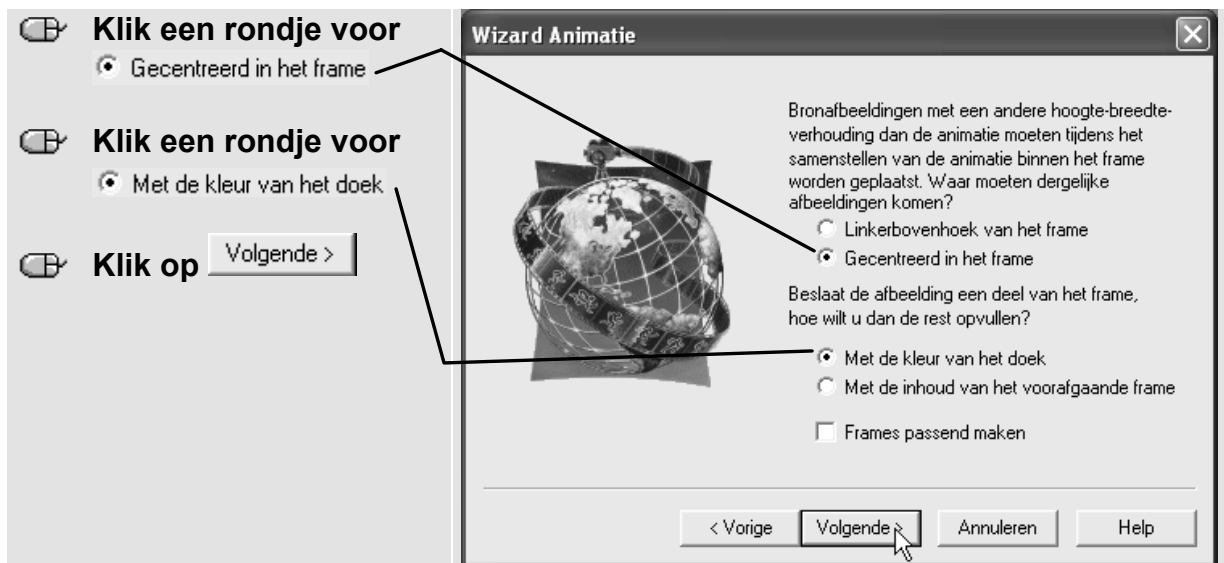 Klik een rondje voor
Gecentreerd in het frame
Klik een rondje voor
Met de kleur van het doek
Klik op Volgende >
Wizard Animatie
Bronafbeeldingen met een andere hoogte-breedte-
verhouding dan de animatie moeten tijdens het
samenstellen van de animatie binnen het frame
worden geplaatst. Waar moeten dergelijke
afbeeldingen komen?
Linkerbovenhoek van het frame
Gecentreerd in het frame
Beslaat de afbeelding een deel van het frame,
hoe wilt u dan de rest opvullen?
Met de kleur van het doek
Met de inhoud van het voorafgaande frame
Frames passend maken
< Vorige Volgende > Annuleren Help